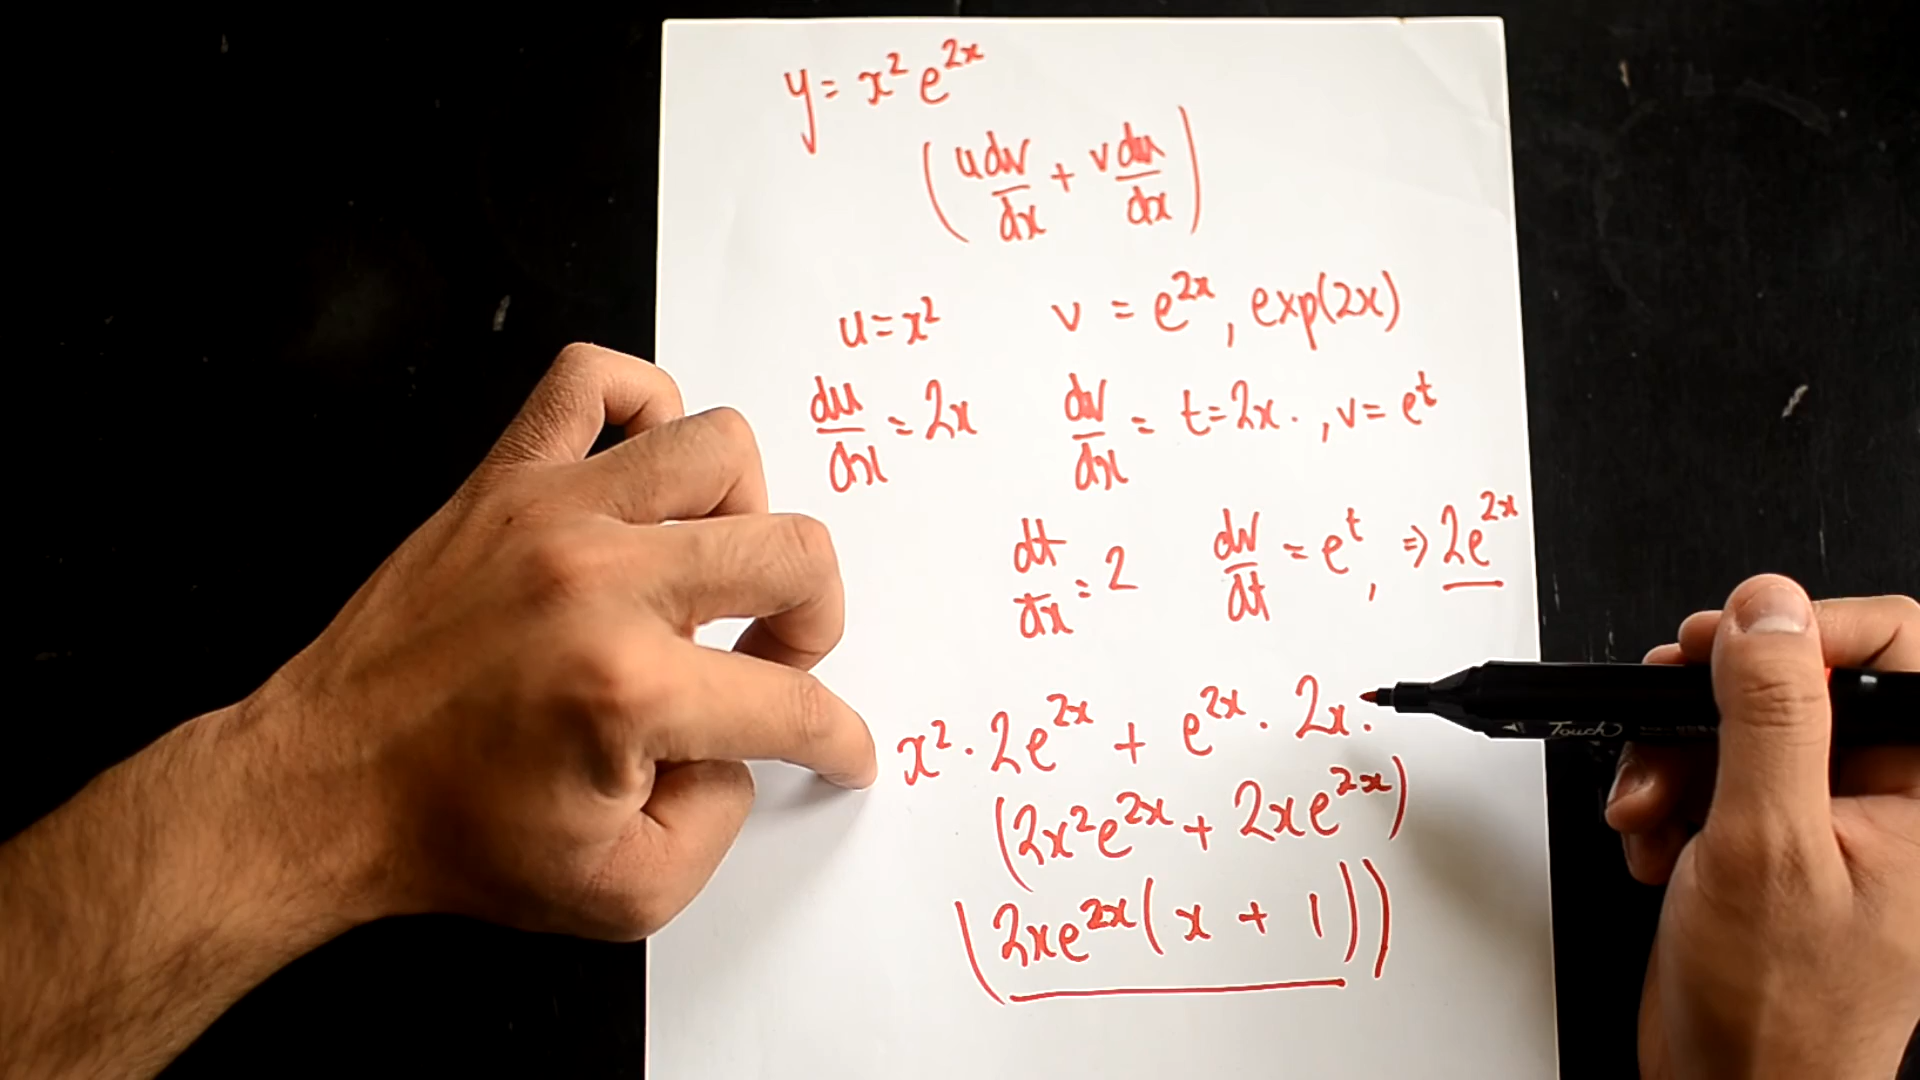 y = x² e^{2x}
(u dv/dx + v du/dx)
u = x² v = e^{2x}, exp(2x)
du/dx = 2x dv/dx = t = 2x. , v = e^t
dt/dx = 2 dv/dt = e^t, ⇒ 2e^{2x}
x² · 2e^{2x} + e^{2x} · 2x.
(2x²e^{2x} + 2xe^{2x})
(2xe^{2x}(x + 1))
Touch